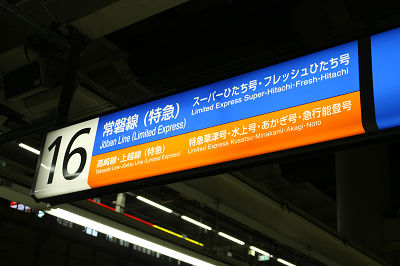 16
常磐線（特急） スーパーひたち号・フレッシュひたち号
Jōban Line (Limited Express) Limited Express Super-Hitachi・Fresh-Hitachi
高崎線・上越線（特急） 特急草津号・水上号・あかぎ号・急行能登号
Takasaki Line・Jōetsu Line (Limited Express) Limited Express Kusatsu・Minakami・Akagi・Noto